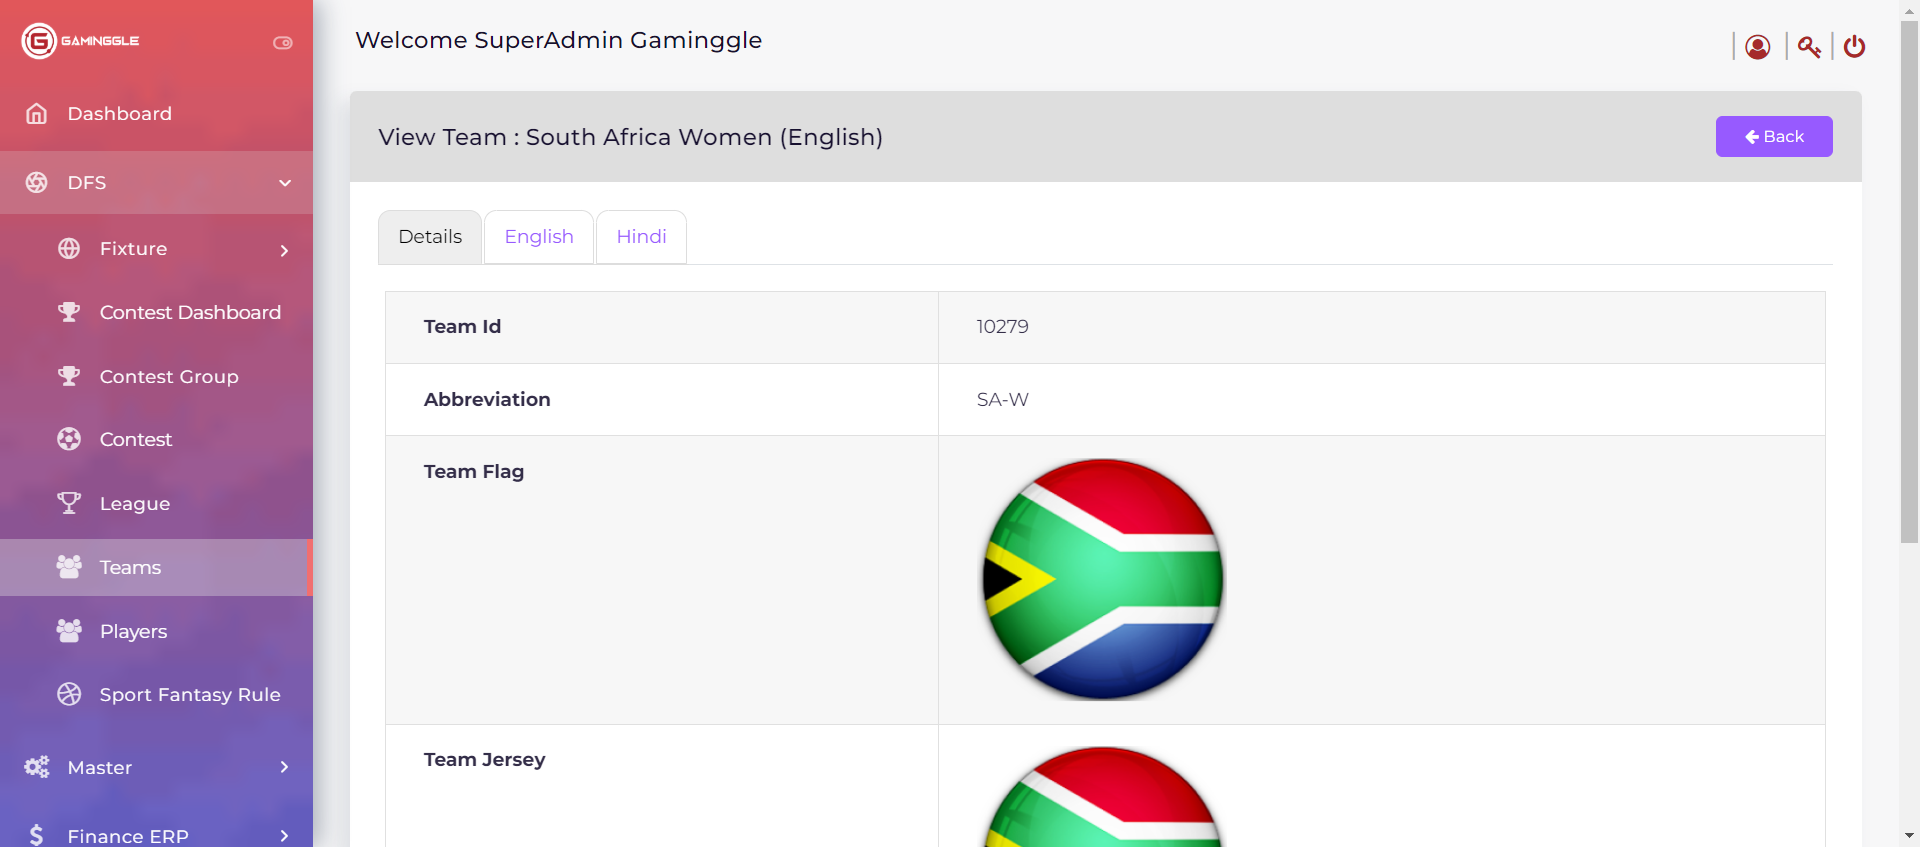 GAMINGGLE
Welcome SuperAdmin Gaminggle
Dashboard
DFS
Fixture
Contest Dashboard
Contest Group
Contest
League
Teams
Players
Sport Fantasy Rule
Master
Finance ERP
View Team : South Africa Women (English)
Back
Details English Hindi
Team Id 10279
Abbreviation SA-W
Team Flag
Team Jersey